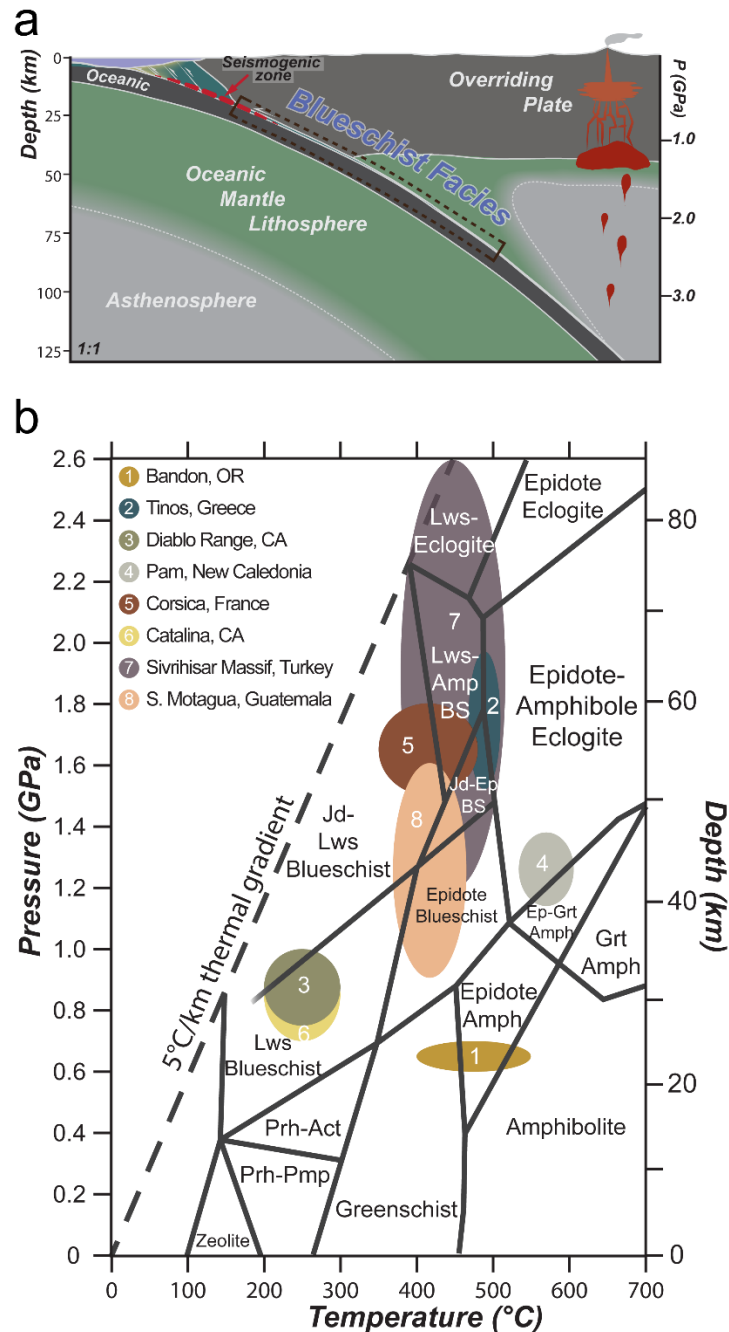 a
Depth (km)
0
25
50
75
100
125
Oceanic
Seismogenic
zone
Overriding
Plate
Blueschist Facies
Oceanic
Mantle
Lithosphere
Asthenosphere
1:1
P (GPa)
1.0
2.0
3.0
b
Pressure (GPa)
2.6
2.4
2.2
2.0
1.8
1.6
1.4
1.2
1.0
0.8
0.6
0.4
0.2
0
1 Bandon, OR
2 Tinos, Greece
3 Diablo Range, CA
4 Pam, New Caledonia
5 Corsica, France
6 Catalina, CA
7 Sivrihisar Massif, Turkey
8 S. Motagua, Guatemala
Epidote
Eclogite
Lws-
Eclogite
7
Lws-
Amp
BS
2
Epidote-
Amphibole
Eclogite
5
Jd-Ep
BS
8
Jd-
Lws
Blueschist
5°C/km thermal gradient
4
Epidote
Blueschist
Ep-Grt
Amph
Grt
Amph
3
6
Lws
Blueschist
Epidote
Amph
1
Prh-Act
Amphibolite
Prh-Pmp
Greenschist
Zeolite
80
60
40
20
0
Depth (km)
0
100
200
300
400
500
600
700
Temperature (°C)